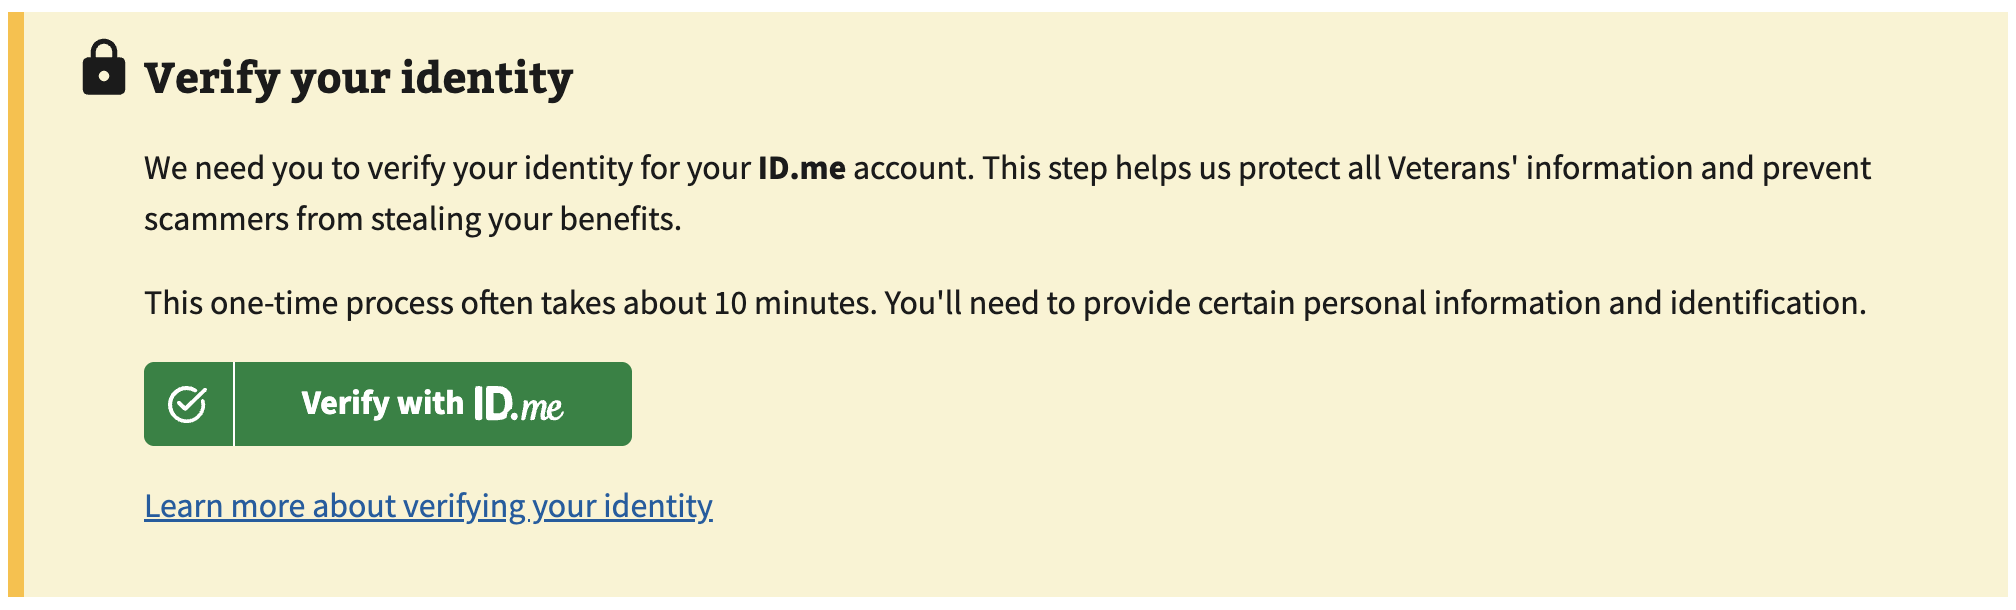 Verify your identity
We need you to verify your identity for your ID.me account. This step helps us protect all Veterans' information and prevent
scammers from stealing your benefits.
This one-time process often takes about 10 minutes. You'll need to provide certain personal information and identification.
Verify with ID.me
Learn more about verifying your identity